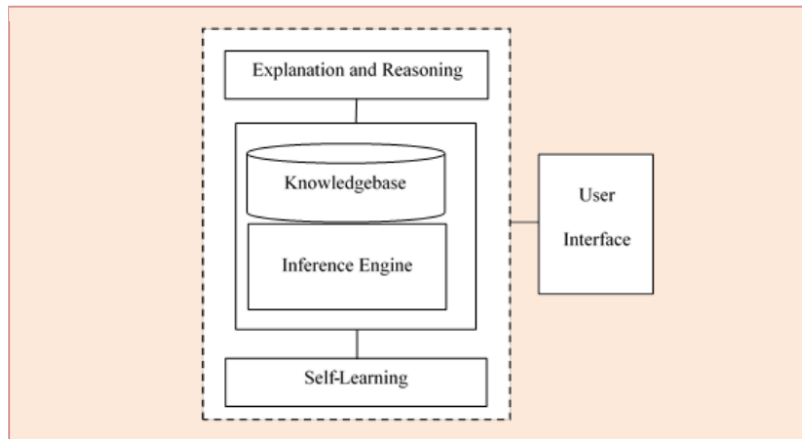 Explanation and Reasoning
Knowledgebase
Inference Engine
Self-Learning
User
Interface